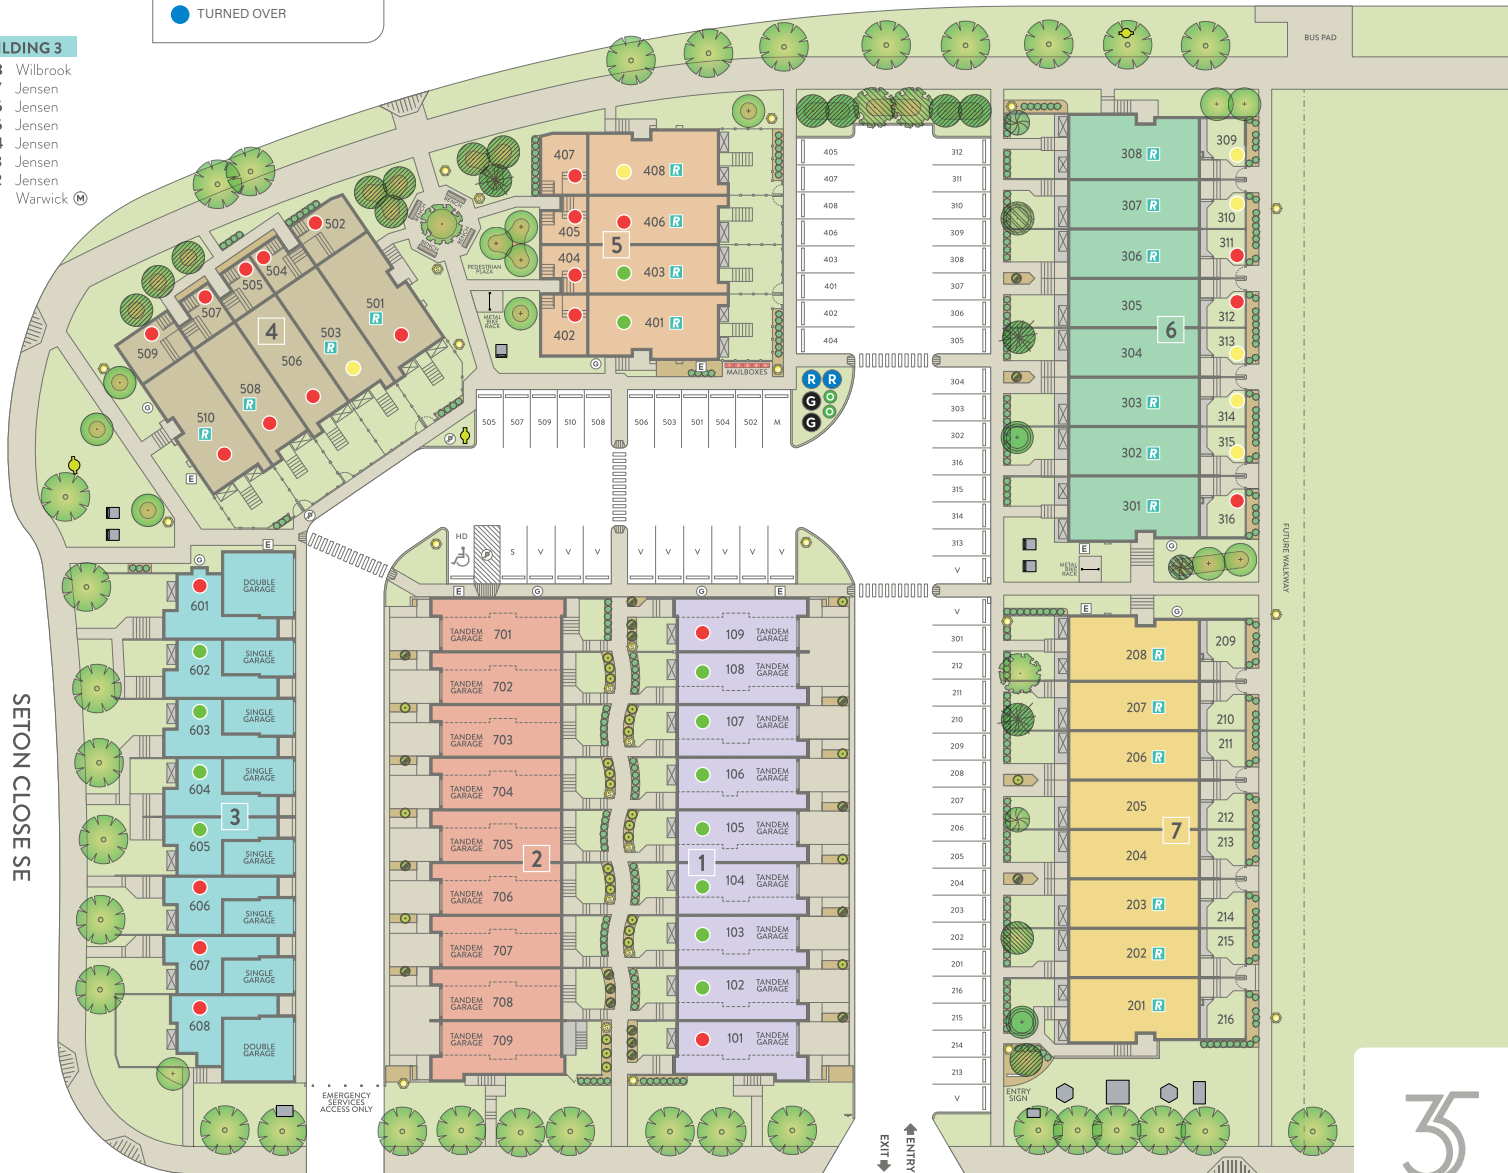 TURNED OVER
BUS PAD
LDING 3
Wilbrook
Jensen
Jensen
Jensen
Jensen
Jensen
Jensen
Warwick M
407
408 R
405
406 R
5
404
403 R
402
401 R
MAILBOXES
BENCH
BENCH
BENCH
BENCH
PEDESTRIAN
PLAZA
METAL
BIKE
RACK
502
504
505
507
509
4
501
R
503
R
506
508
R
510
R
405
407
408
406
403
401
402
404
312
311
310
309
308
307
306
305
304
303
302
316
315
314
313
V
505
507
509
510
508
506
503
501
504
502
M
R R
G
G
HD
P
S
V
V
V
V
V
V
V
V
V
308 R
307 R
306 R
305
6
304
303 R
302 R
301 R
309
310
311
312
313
314
315
316
METAL
BIKE
RACK
FUTURE WALKWAY
SETON CLOSE SE
601
DOUBLE
GARAGE
602
SINGLE
GARAGE
603
SINGLE
GARAGE
604
SINGLE
GARAGE
3
605
SINGLE
GARAGE
606
SINGLE
GARAGE
607
SINGLE
GARAGE
608
DOUBLE
GARAGE
TANDEM
GARAGE 701
TANDEM
GARAGE 702
TANDEM
GARAGE 703
TANDEM
GARAGE 704
TANDEM
GARAGE 705
2
TANDEM
GARAGE 706
TANDEM
GARAGE 707
TANDEM
GARAGE 708
TANDEM
GARAGE 709
109 TANDEM
GARAGE
108 TANDEM
GARAGE
107 TANDEM
GARAGE
106 TANDEM
GARAGE
105 TANDEM
GARAGE
1
104 TANDEM
GARAGE
103 TANDEM
GARAGE
102 TANDEM
GARAGE
101 TANDEM
GARAGE
V
301
212
211
210
209
208
207
206
205
204
203
202
201
216
215
214
213
V
208 R
207 R
206 R
205
7
204
203 R
202 R
201 R
209
210
211
212
213
214
215
216
EMERGENCY
SERVICES
ACCESS ONLY
ENTRY
SIGN
EXIT
ENTRY
35